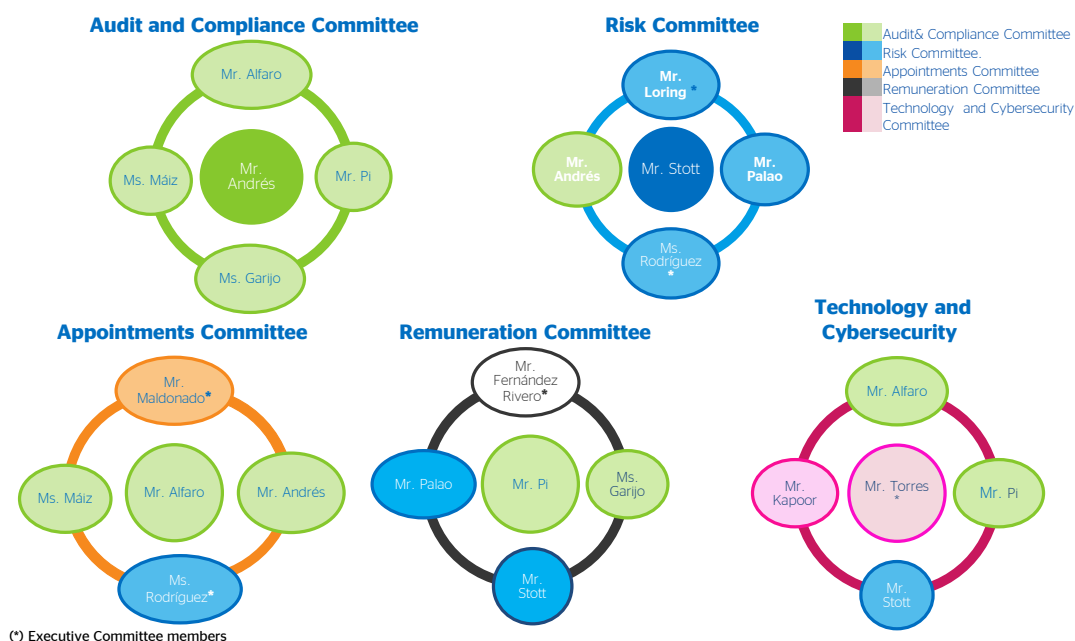 Audit and Compliance Committee
Mr. Alfaro
Ms. Máiz
Mr.
Andrés
Mr. Pi
Ms. Garijo
Risk Committee
Mr.
Loring *
Mr.
Andrés
Mr. Stott
Mr.
Palao
Ms.
Rodríguez
*
Audit& Compliance Committee
Risk Committee.
Appointments Committee
Remuneration Committee
Technology and Cybersecurity
Committee
Appointments Committee
Mr.
Maldonado*
Ms. Máiz
Mr. Alfaro
Mr. Andrés
Ms.
Rodríguez*
Remuneration Committee
Mr.
Fernández
Rivero*
Mr. Palao
Mr. Pi
Ms.
Garijo
Mr.
Stott
Technology and
Cybersecurity
Mr. Alfaro
Mr.
Kapoor
Mr. Torres
*
Mr. Pi
Mr.
Stott
(*) Executive Committee members